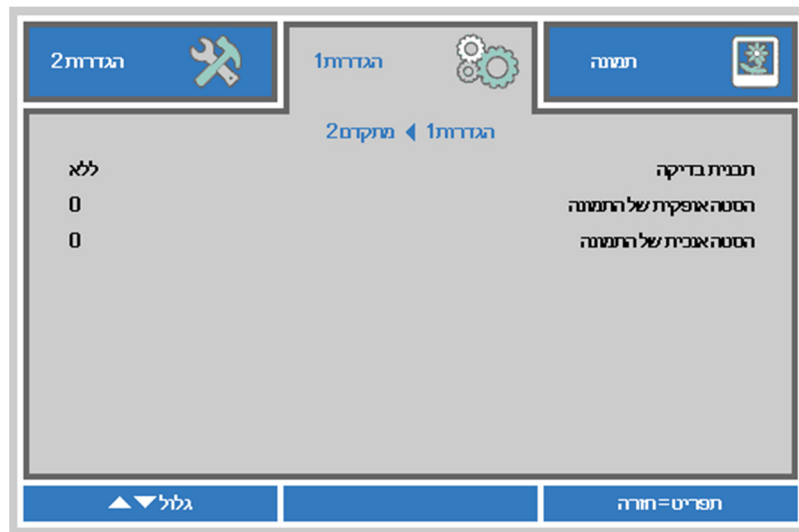 תמונה
הגדרות1
הגדרות2
הגדרות1 ◀ מתקדם2
תבנית בדיקה ללא
הסטה אופקית של התמונה 0
הסטה אנכית של התמונה 0
תפריט=חזרה
גלול▼▲